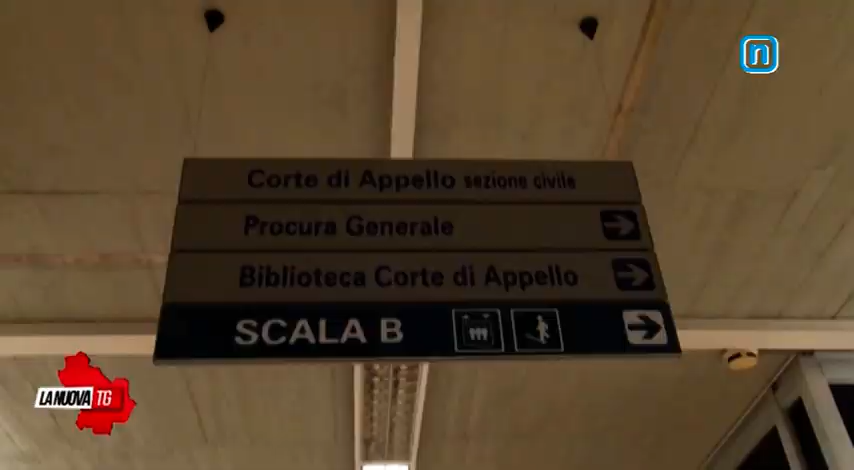 n
Corte di Appello sezione civile
Procura Generale
Biblioteca Corte di Appello
SCALA B
LA NUOVA TG